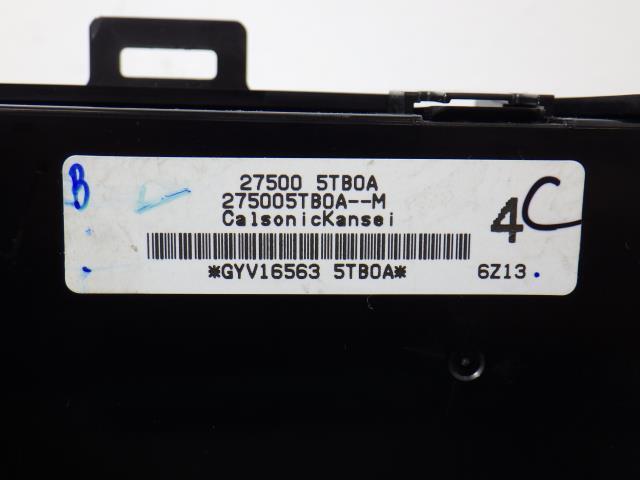 B
27500 5TB0A
275005TB0A--M
CalsonicKansei
4C
*GYV16563 5TB0A*
6Z13.